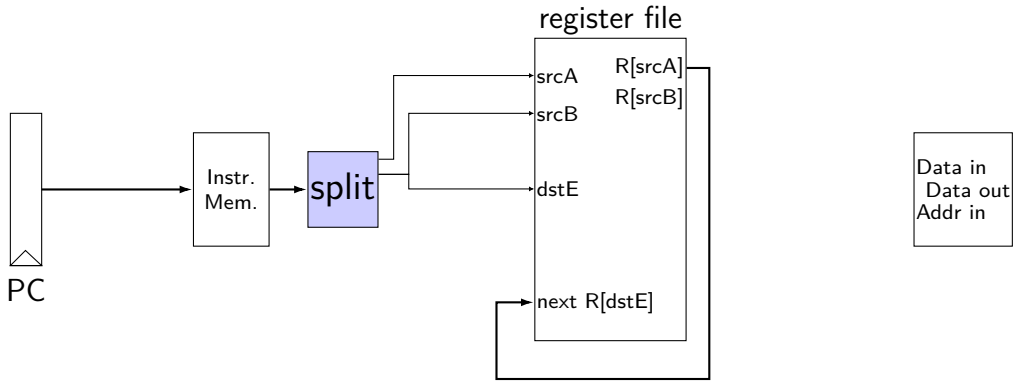 register file
srcA
R[srcA]
R[srcB]
srcB
Instr.
Mem.
split
dstE
Data in
Data out
Addr in
PC
next R[dstE]